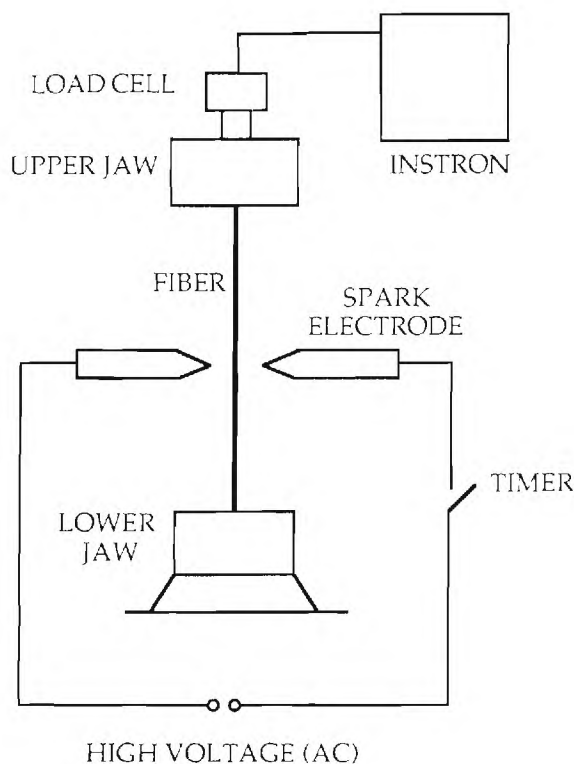 LOAD CELL
UPPER JAW
INSTRON
FIBER
SPARK
ELECTRODE
TIMER
LOWER
JAW
HIGH VOLTAGE (AC)